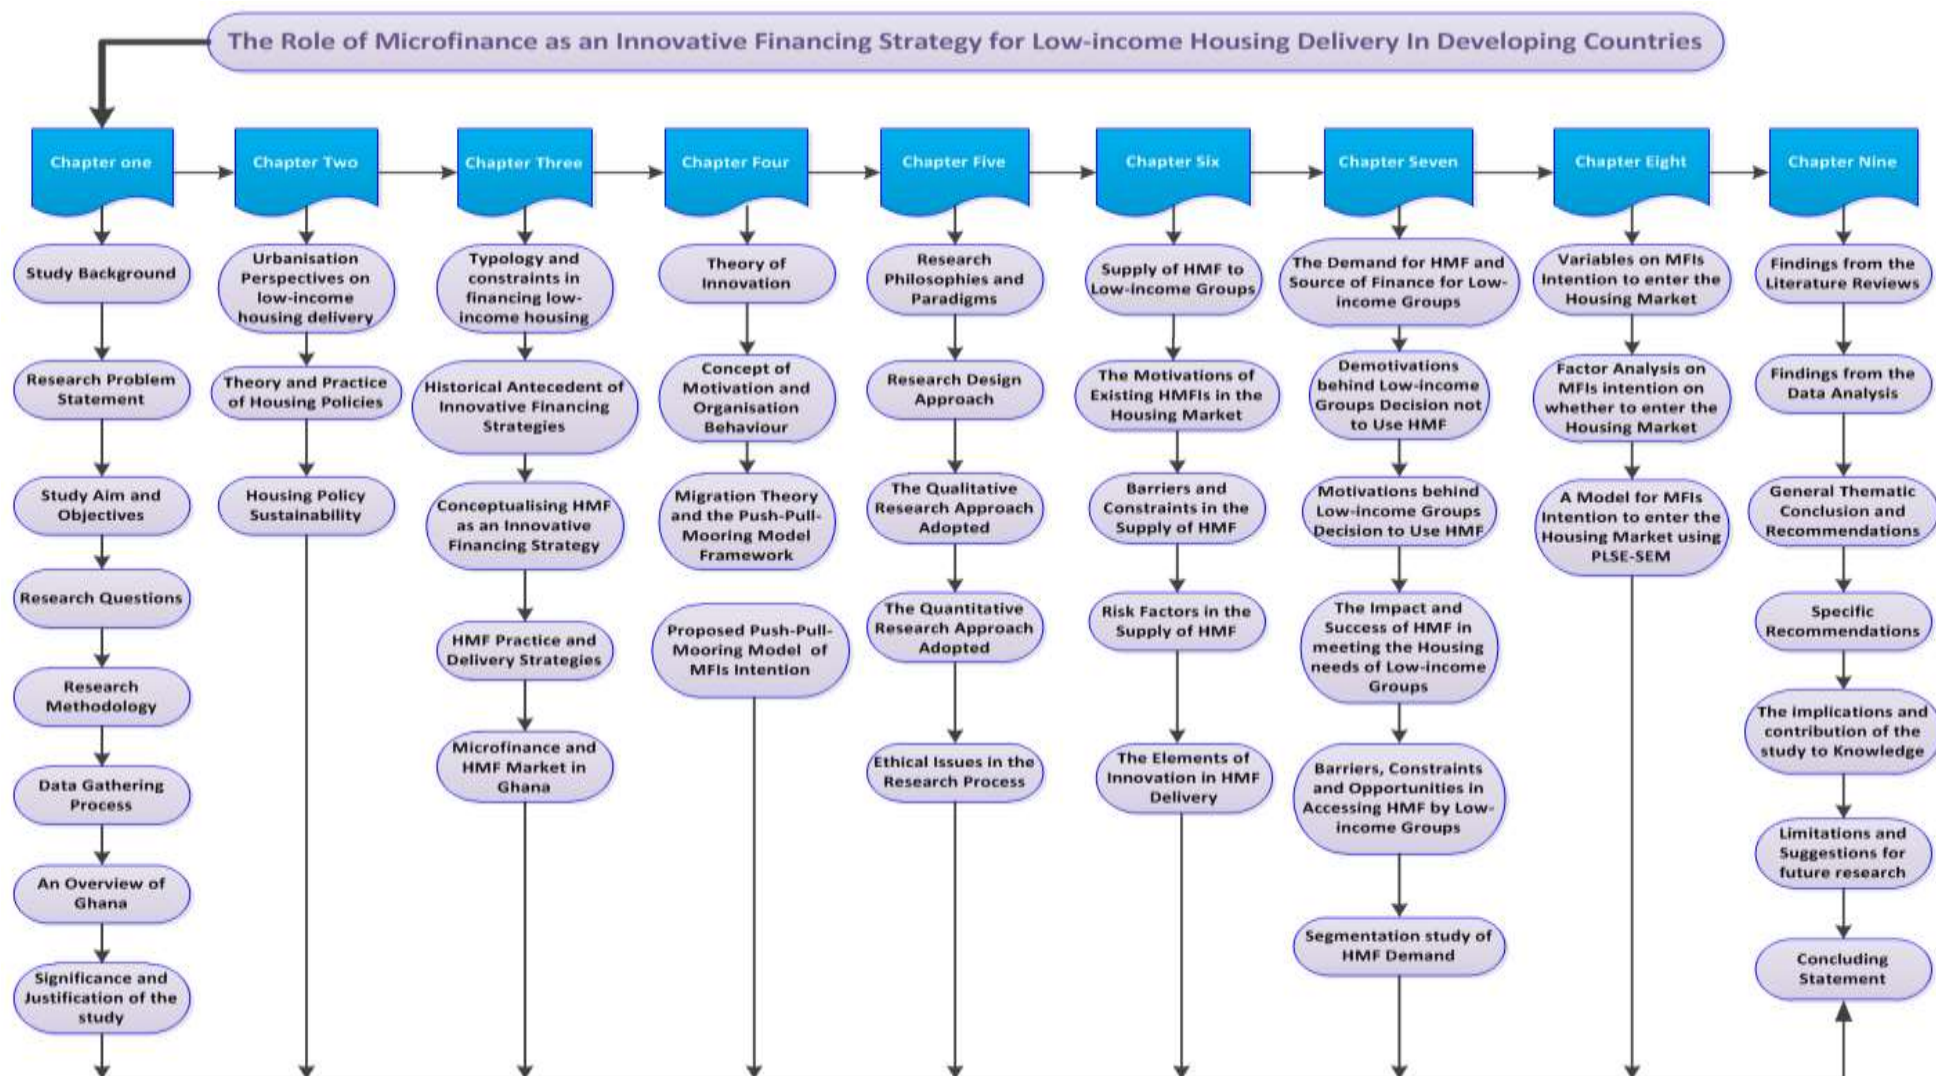 The Role of Microfinance as an Innovative Financing Strategy for Low-income Housing Delivery In Developing Countries
Chapter one
Study Background
Research Problem
Statement
Study Aim and
Objectives
Research Questions
Research
Methodology
Data Gathering
Process
An Overview of
Ghana
Significance and
Justification of the
study
Chapter Two
Urbanisation
Perspectives on
low-income
housing delivery
Theory and Practice
of Housing Policies
Housing Policy
Sustainability
Chapter Three
Typology and
constraints in
financing low-
income housing
Historical Antecedent of
Innovative Financing
Strategies
Conceptualising HMF
as an Innovative
Financing Strategy
HMF Practice and
Delivery Strategies
Microfinance and
HMF Market in
Ghana
Chapter Four
Theory of
Innovation
Concept of
Motivation and
Organisation
Behaviour
Migration Theory
and the Push-Pull-
Mooring Model
Framework
Proposed Push-Pull-
Mooring Model of
MFIs Intention
Chapter Five
Research
Philosophies and
Paradigms
Research Design
Approach
The Qualitative
Research Approach
Adopted
The Quantitative
Research Approach
Adopted
Ethical Issues in the
Research Process
Chapter Six
Supply of HMF to
Low-income Groups
The Motivations of
Existing HMFIs in the
Housing Market
Barriers and
Constraints in the
Supply of HMF
Risk Factors in the
Supply of HMF
The Elements of
Innovation in HMF
Delivery
Chapter Seven
The Demand for HMF and
Source of Finance for Low-
income Groups
Demotivations
behind Low-income
Groups Decision not
to Use HMF
Motivations behind
Low-income Groups
Decision to Use HMF
The Impact and
Success of HMF in
meeting the Housing
needs of Low-income
Groups
Barriers, Constraints
and Opportunities in
Accessing HMF by Low-
income Groups
Segmentation study of
HMF Demand
Chapter Eight
Variables on MFIs
Intention to enter the
Housing Market
Factor Analysis on
MFIs intention on
whether to enter the
Housing Market
A Model for MFIs
Intention to enter the
Housing Market using
PLSE-SEM
Chapter Nine
Findings from the
Literature Reviews
Findings from the
Data Analysis
General Thematic
Conclusion and
Recommendations
Specific
Recommendations
The implications and
contribution of the
study to Knowledge
Limitations and
Suggestions for
future research
Concluding
Statement